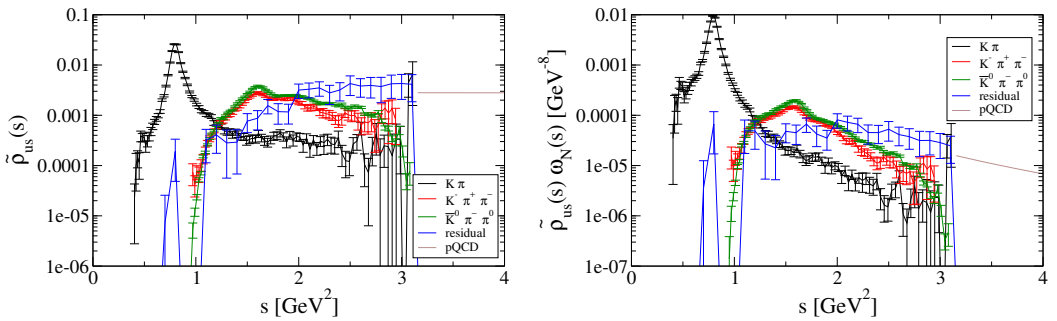 0.1
0.01
0.001
0.0001
1e-05
1e-06
ρ̃us(s)
0
1
2
3
4
s [GeV²]
K π
K⁻ π⁺ π⁻
K̅⁰ π⁻ π⁰
residual
pQCD
0.01
0.001
0.0001
1e-05
1e-06
1e-07
ρ̃us(s) ωN(s) [GeV⁻⁸]
0
1
2
3
4
s [GeV²]
K π
K⁻ π⁺ π⁻
K̅⁰ π⁻ π⁰
residual
pQCD